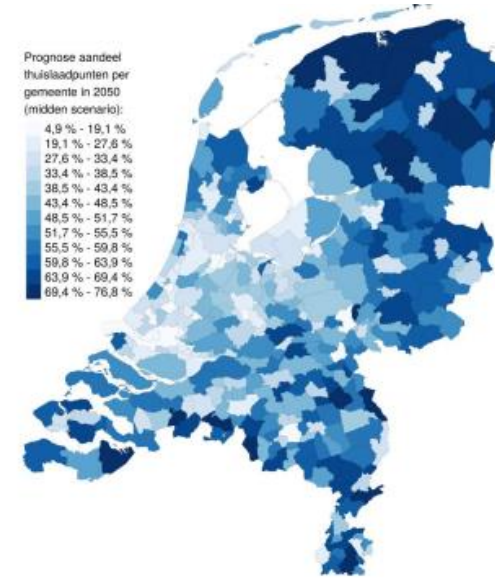 Prognose aandeel
thuislaadpunten per
gemeente in 2050
(midden scenario):
4,9 % - 19,1 %
19,1 % - 27,6 %
27,6 % - 33,4 %
33,4 % - 38,5 %
38,5 % - 43,4 %
43,4 % - 48,5 %
48,5 % - 51,7 %
51,7 % - 55,5 %
55,5 % - 59,8 %
59,8 % - 63,9 %
63,9 % - 69,4 %
69,4 % - 76,8 %